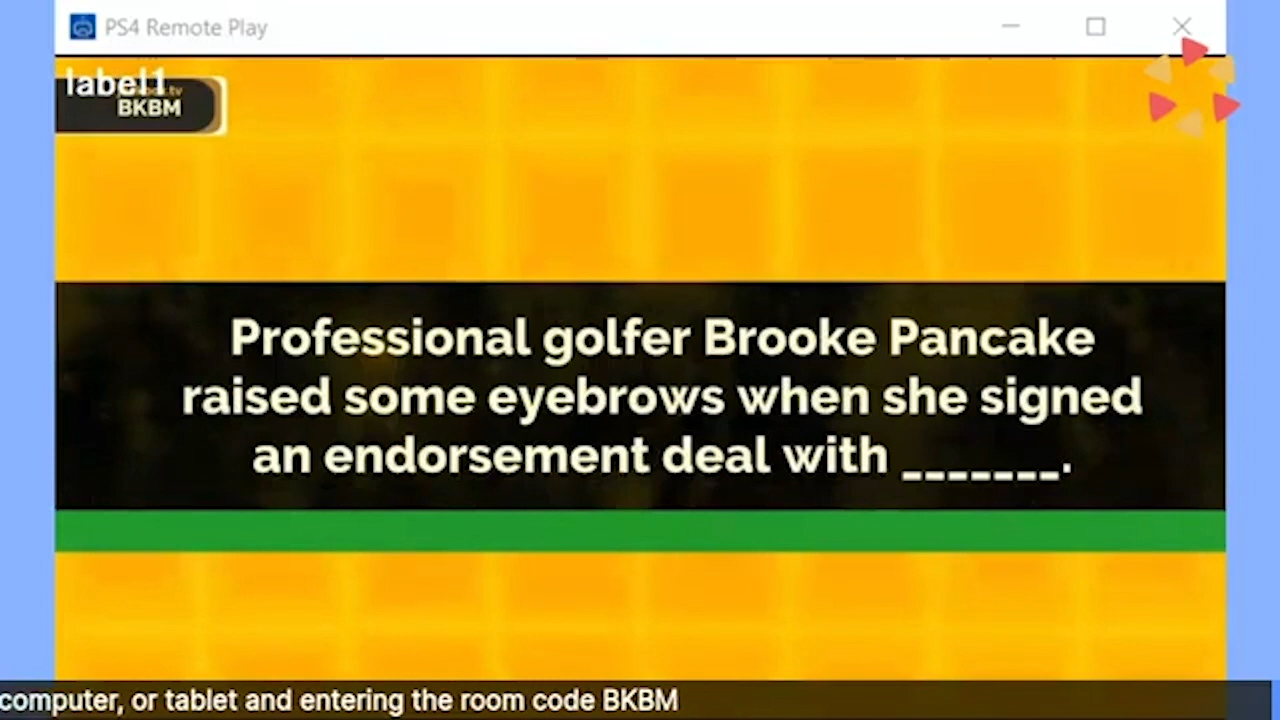 PS4 Remote Play
label1
BKBM
Professional golfer Brooke Pancake
raised some eyebrows when she signed
an endorsement deal with _______.
computer, or tablet and entering the room code BKBM